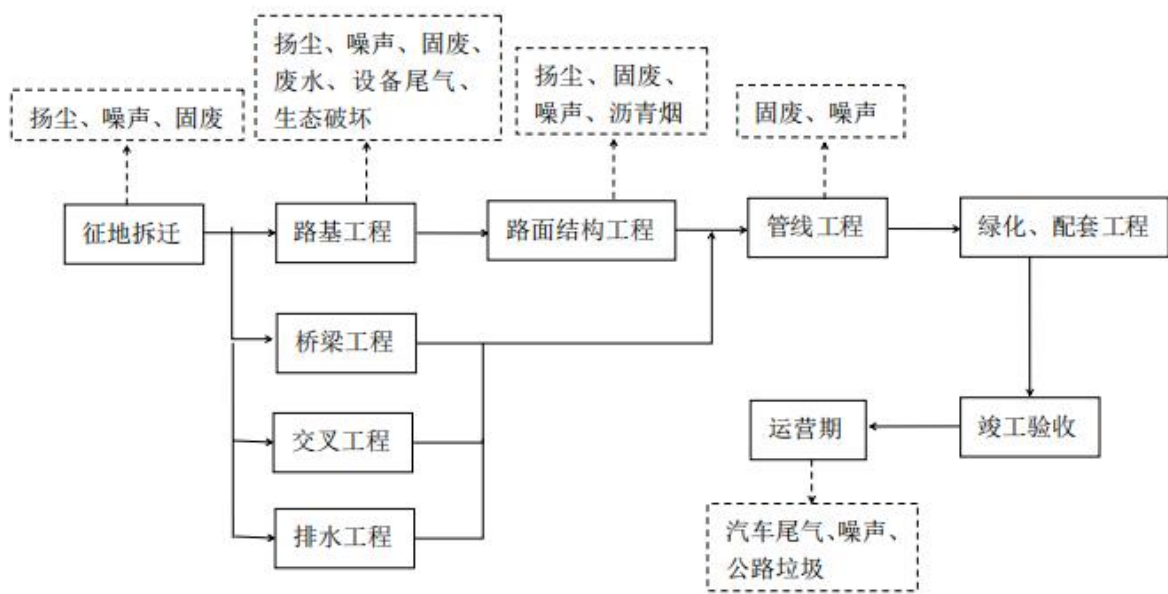 扬尘、噪声、固废
扬尘、噪声、固废、
废水、设备尾气、
生态破坏
扬尘、固废、
噪声、沥青烟
固废、噪声
征地拆迁
路基工程
路面结构工程
管线工程
绿化、配套工程
桥梁工程
交叉工程
运营期
竣工验收
排水工程
汽车尾气、噪声、
公路垃圾